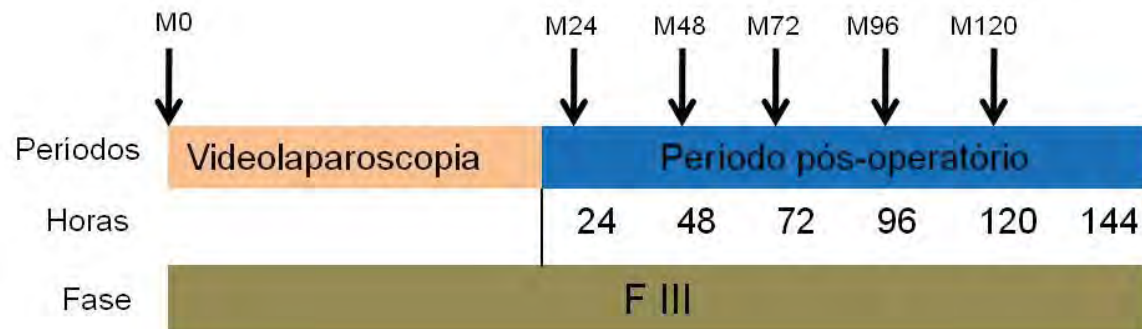 M0 M24 M48 M72 M96 M120
Períodos Videolaparoscopia Período pós-operatório
Horas 24 48 72 96 120 144
Fase F III